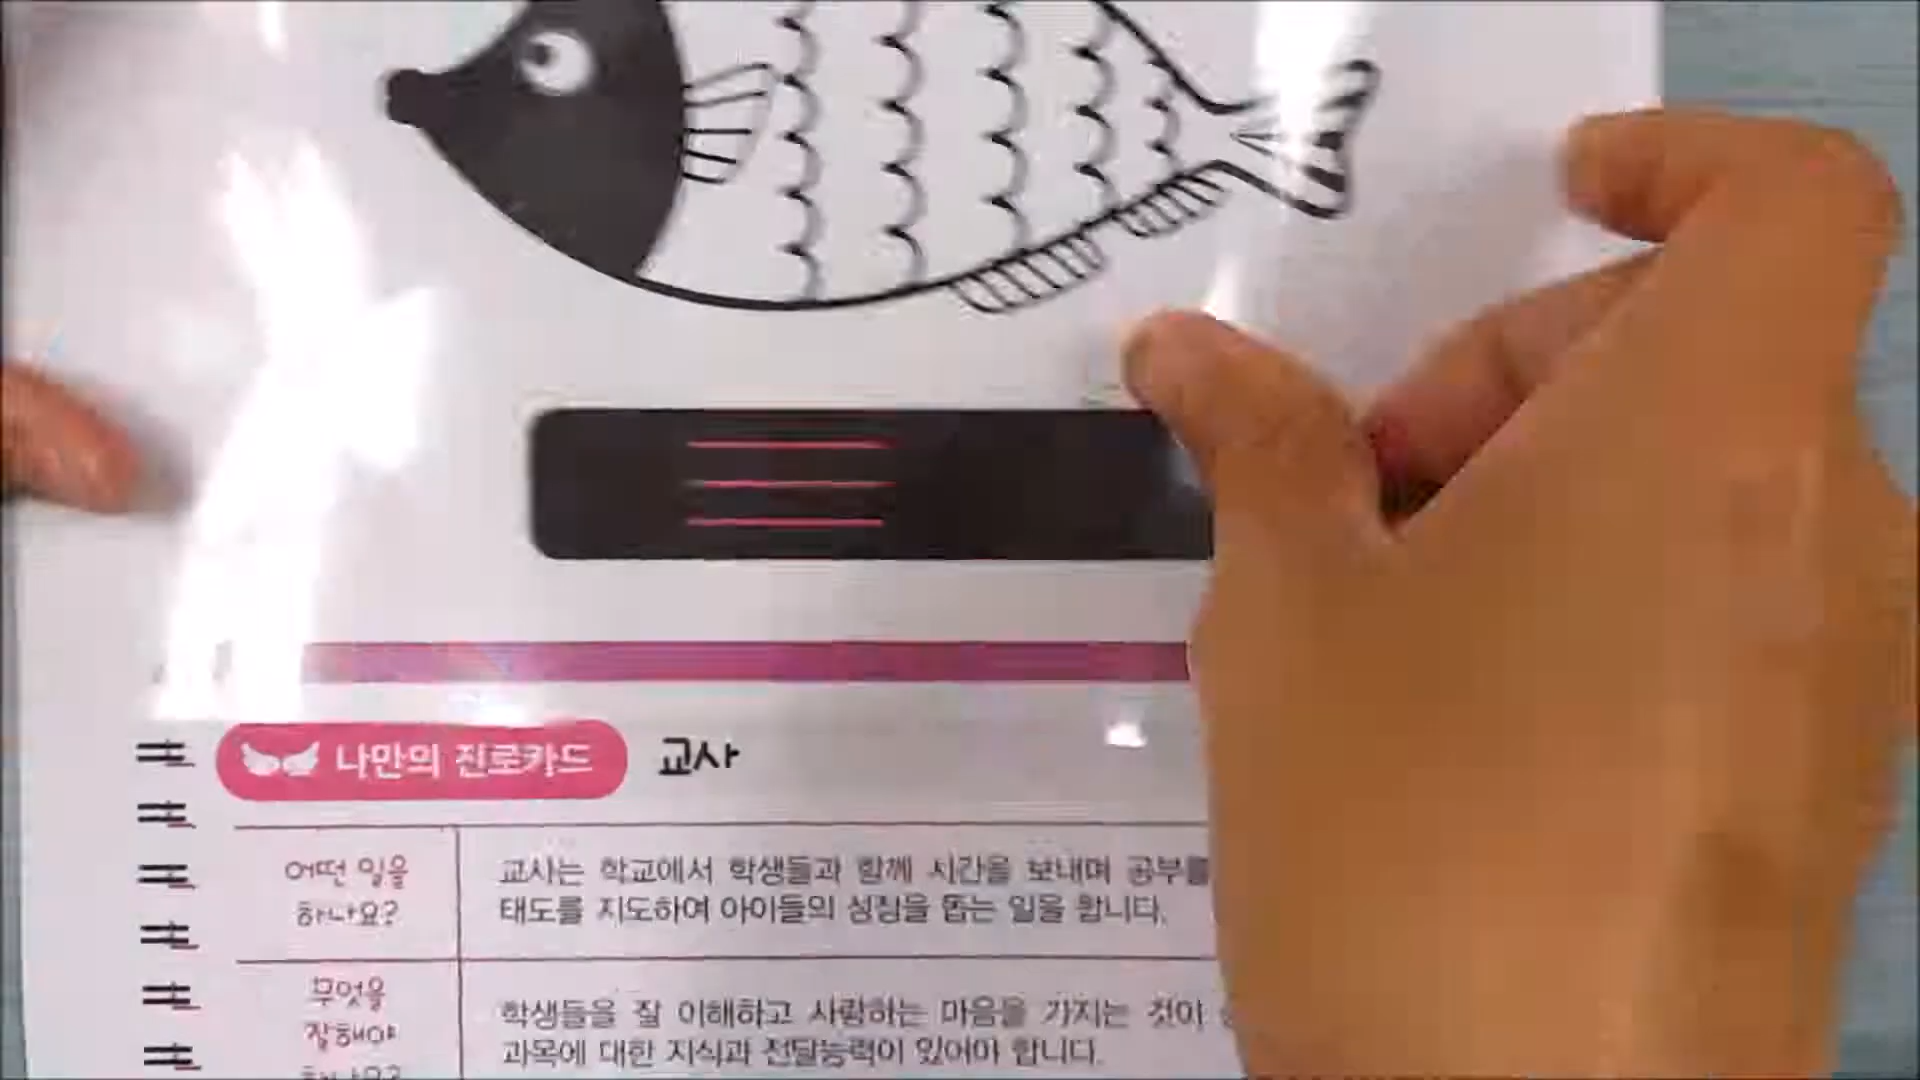 나만의 진로카드 교사
어떤 일을
하나요?
교사는 학교에서 학생들과 함께 시간을 보내며 공부를
태도를 지도하여 아이들의 성장을 돕는 일을 합니다.
무엇을
잘해야
하나요?
학생들을 잘 이해하고 사랑하는 마음을 가지는 것이
과목에 대한 지식과 전달능력이 있어야 합니다.